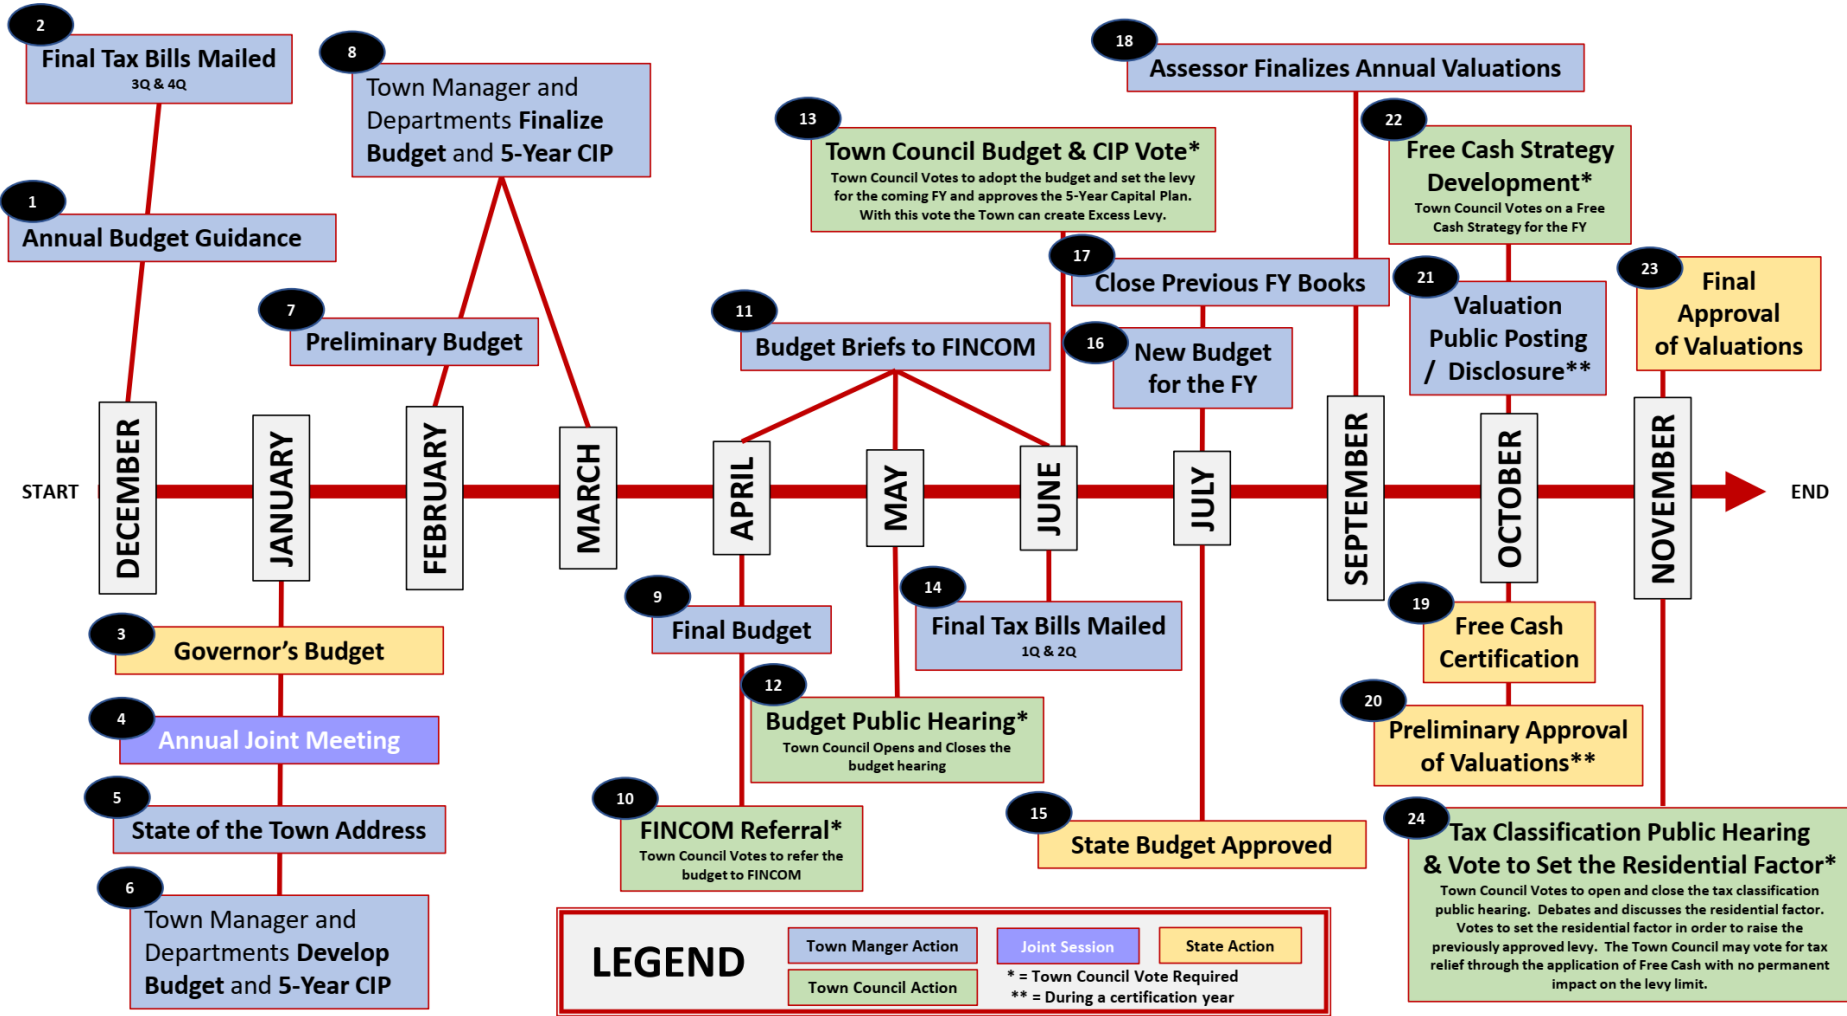 2
Final Tax Bills Mailed
3Q & 4Q
1
Annual Budget Guidance
8
Town Manager and
Departments Finalize
Budget and 5-Year CIP
7
Preliminary Budget
13
Town Council Budget & CIP Vote*
Town Council Votes to adopt the budget and set the levy
for the coming FY and approves the 5-Year Capital Plan.
With this vote the Town can create Excess Levy.
11
Budget Briefs to FINCOM
18
Assessor Finalizes Annual Valuations
17
Close Previous FY Books
16
New Budget
for the FY
22
Free Cash Strategy
Development*
Town Council Votes on a Free
Cash Strategy for the FY
21
Valuation
Public Posting
/ Disclosure**
23
Final
Approval
of Valuations
START
DECEMBER
JANUARY
FEBRUARY
MARCH
APRIL
MAY
JUNE
JULY
SEPTEMBER
OCTOBER
NOVEMBER
END
3
Governor's Budget
4
Annual Joint Meeting
5
State of the Town Address
6
Town Manager and
Departments Develop
Budget and 5-Year CIP
9
Final Budget
10
FINCOM Referral*
Town Council Votes to refer the
budget to FINCOM
12
Budget Public Hearing*
Town Council Opens and Closes the
budget hearing
14
Final Tax Bills Mailed
1Q & 2Q
15
State Budget Approved
19
Free Cash
Certification
20
Preliminary Approval
of Valuations**
24
Tax Classification Public Hearing
& Vote to Set the Residential Factor*
Town Council Votes to open and close the tax classification
public hearing. Debates and discusses the residential factor.
Votes to set the residential factor in order to raise the
previously approved levy. The Town Council may vote for tax
relief through the application of Free Cash with no permanent
impact on the levy limit.
LEGEND
Town Manger Action
Joint Session
State Action
Town Council Action
* = Town Council Vote Required
** = During a certification year